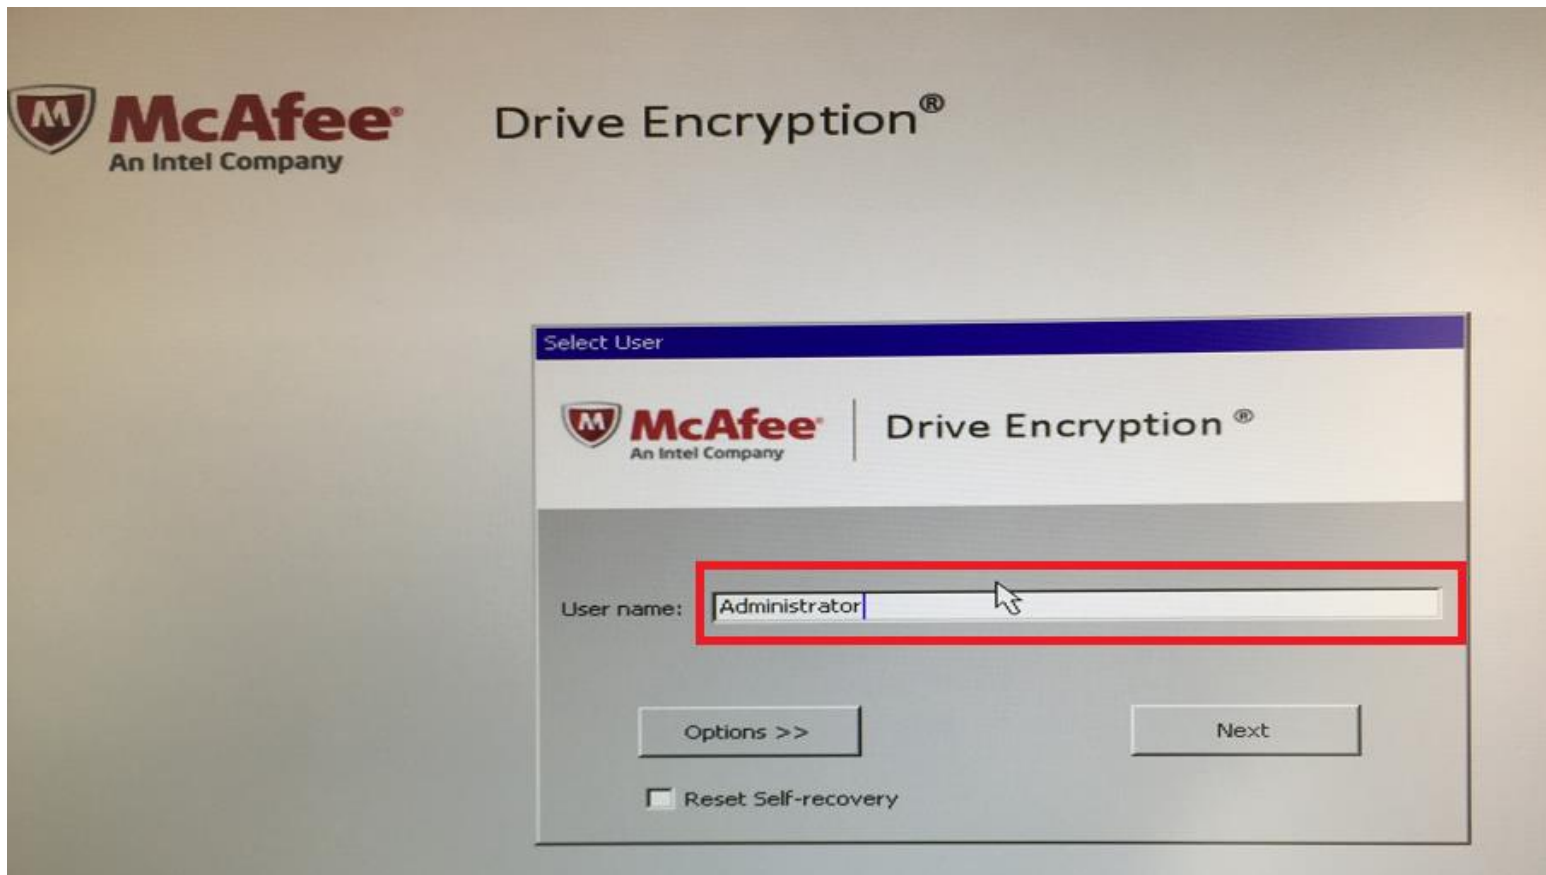 McAfee®
An Intel Company
Drive Encryption®
Select User
McAfee®
An Intel Company
Drive Encryption ®
User name: Administrator
Options >>
Next
Reset Self-recovery